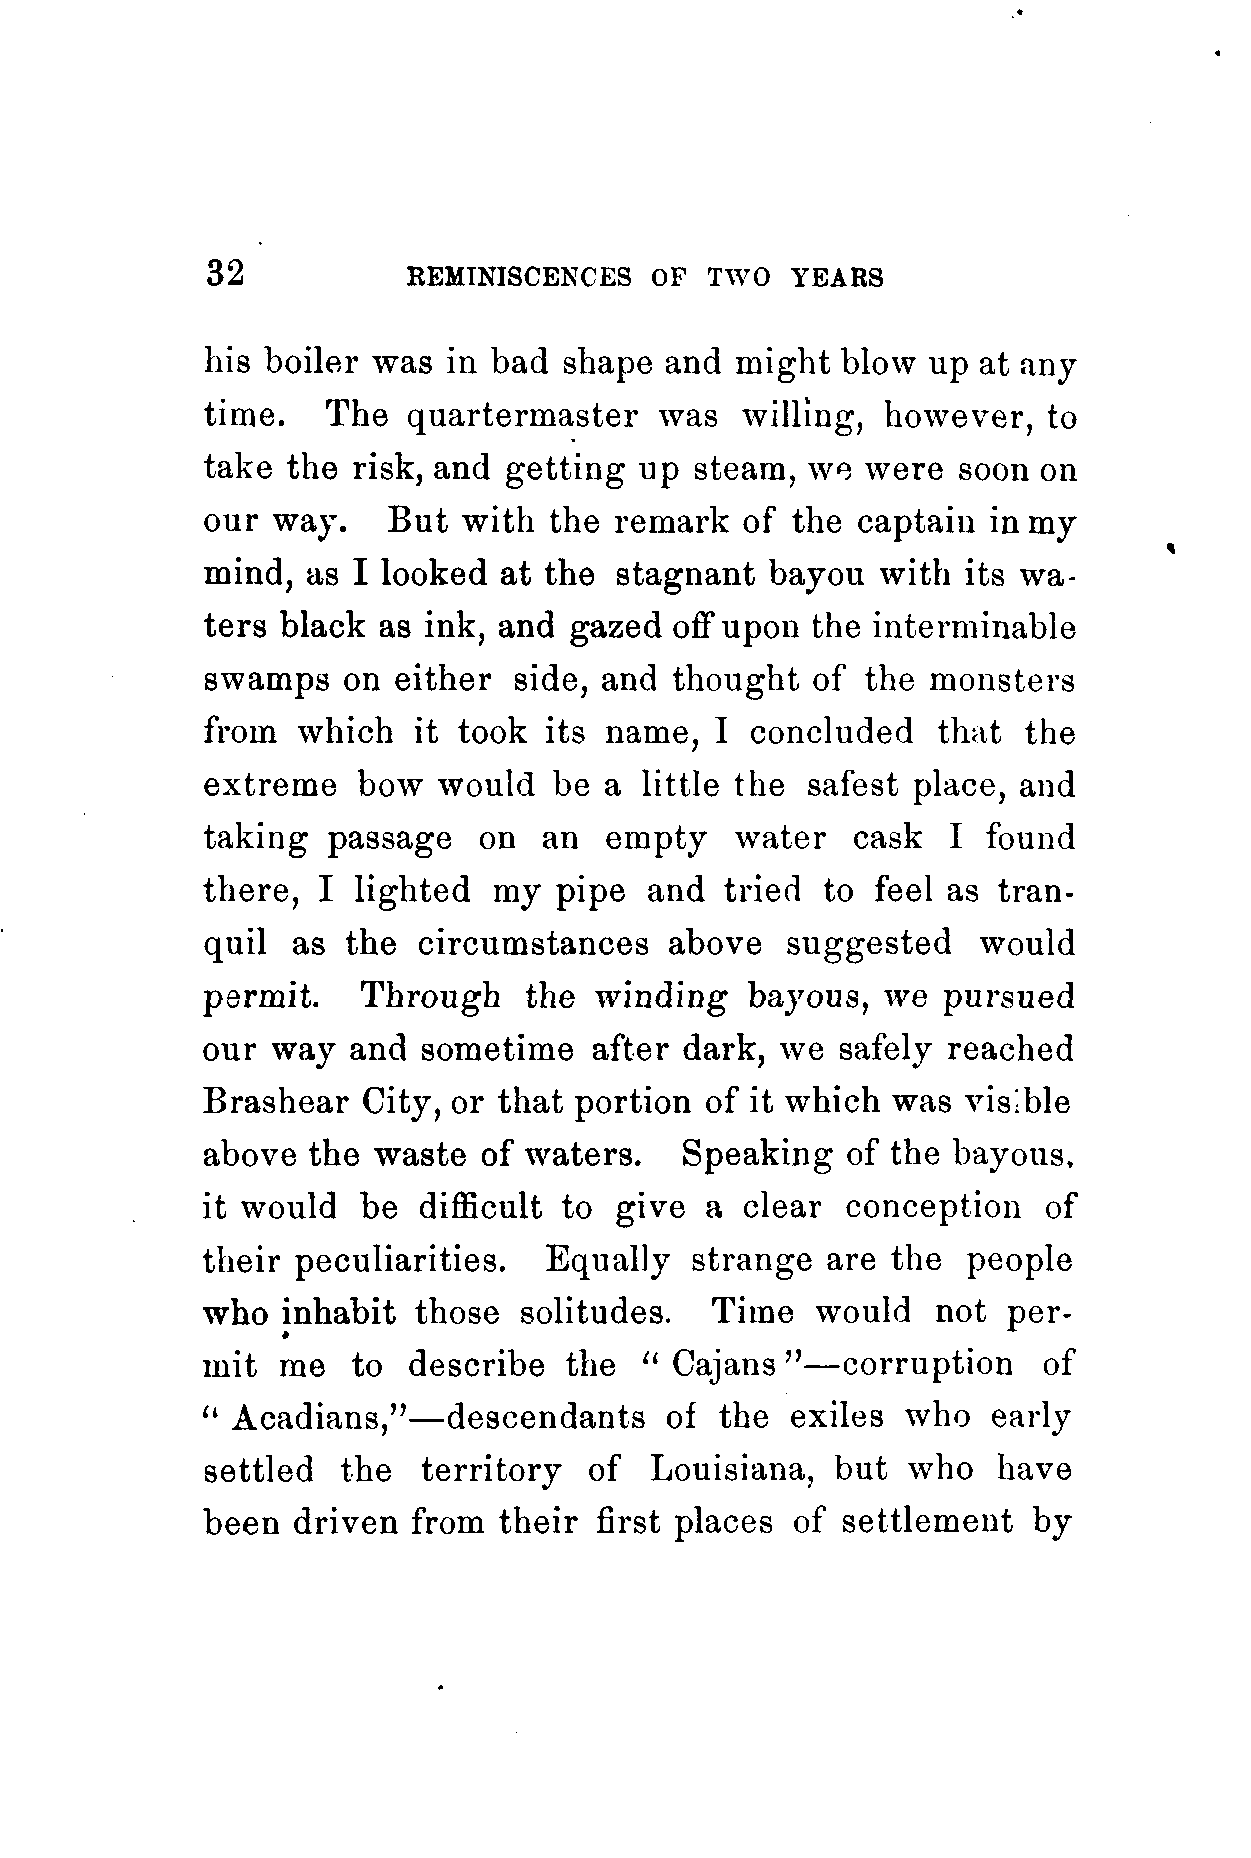 32 REMINISCENCES OF TWO YEARS
his boiler was in bad shape and might blow up at any
time. The quartermaster was willing, however, to
take the risk, and getting up steam, we were soon on
our way. But with the remark of the captain in my
mind, as I looked at the stagnant bayou with its wa-
ters black as ink, and gazed off upon the interminable
swamps on either side, and thought of the monsters
from which it took its name, I concluded that the
extreme bow would be a little the safest place, and
taking passage on an empty water cask I found
there, I lighted my pipe and tried to feel as tran-
quil as the circumstances above suggested would
permit. Through the winding bayous, we pursued
our way and sometime after dark, we safely reached
Brashear City, or that portion of it which was visible
above the waste of waters. Speaking of the bayous,
it would be difficult to give a clear conception of
their peculiarities. Equally strange are the people
who inhabit those solitudes. Time would not per-
mit me to describe the " Cajans "—corruption of
" Acadians,"—descendants of the exiles who early
settled the territory of Louisiana, but who have
been driven from their first places of settlement by